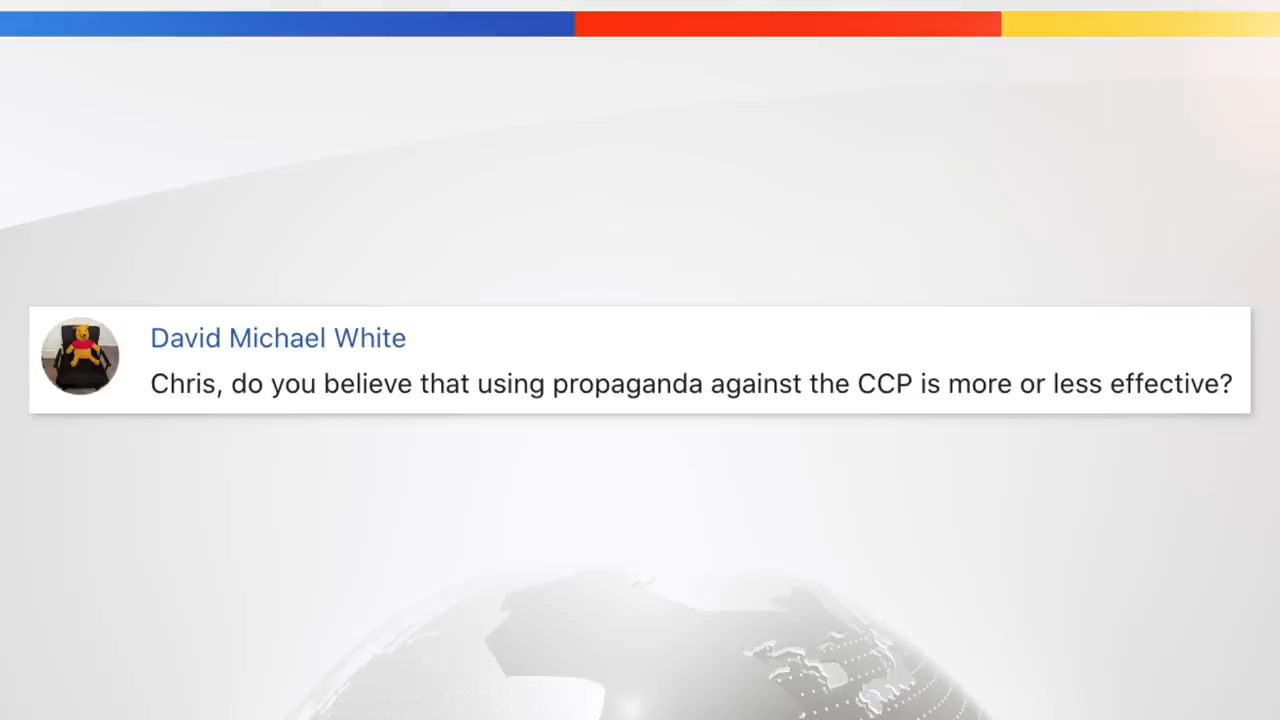 David Michael White
Chris, do you believe that using propaganda against the CCP is more or less effective?